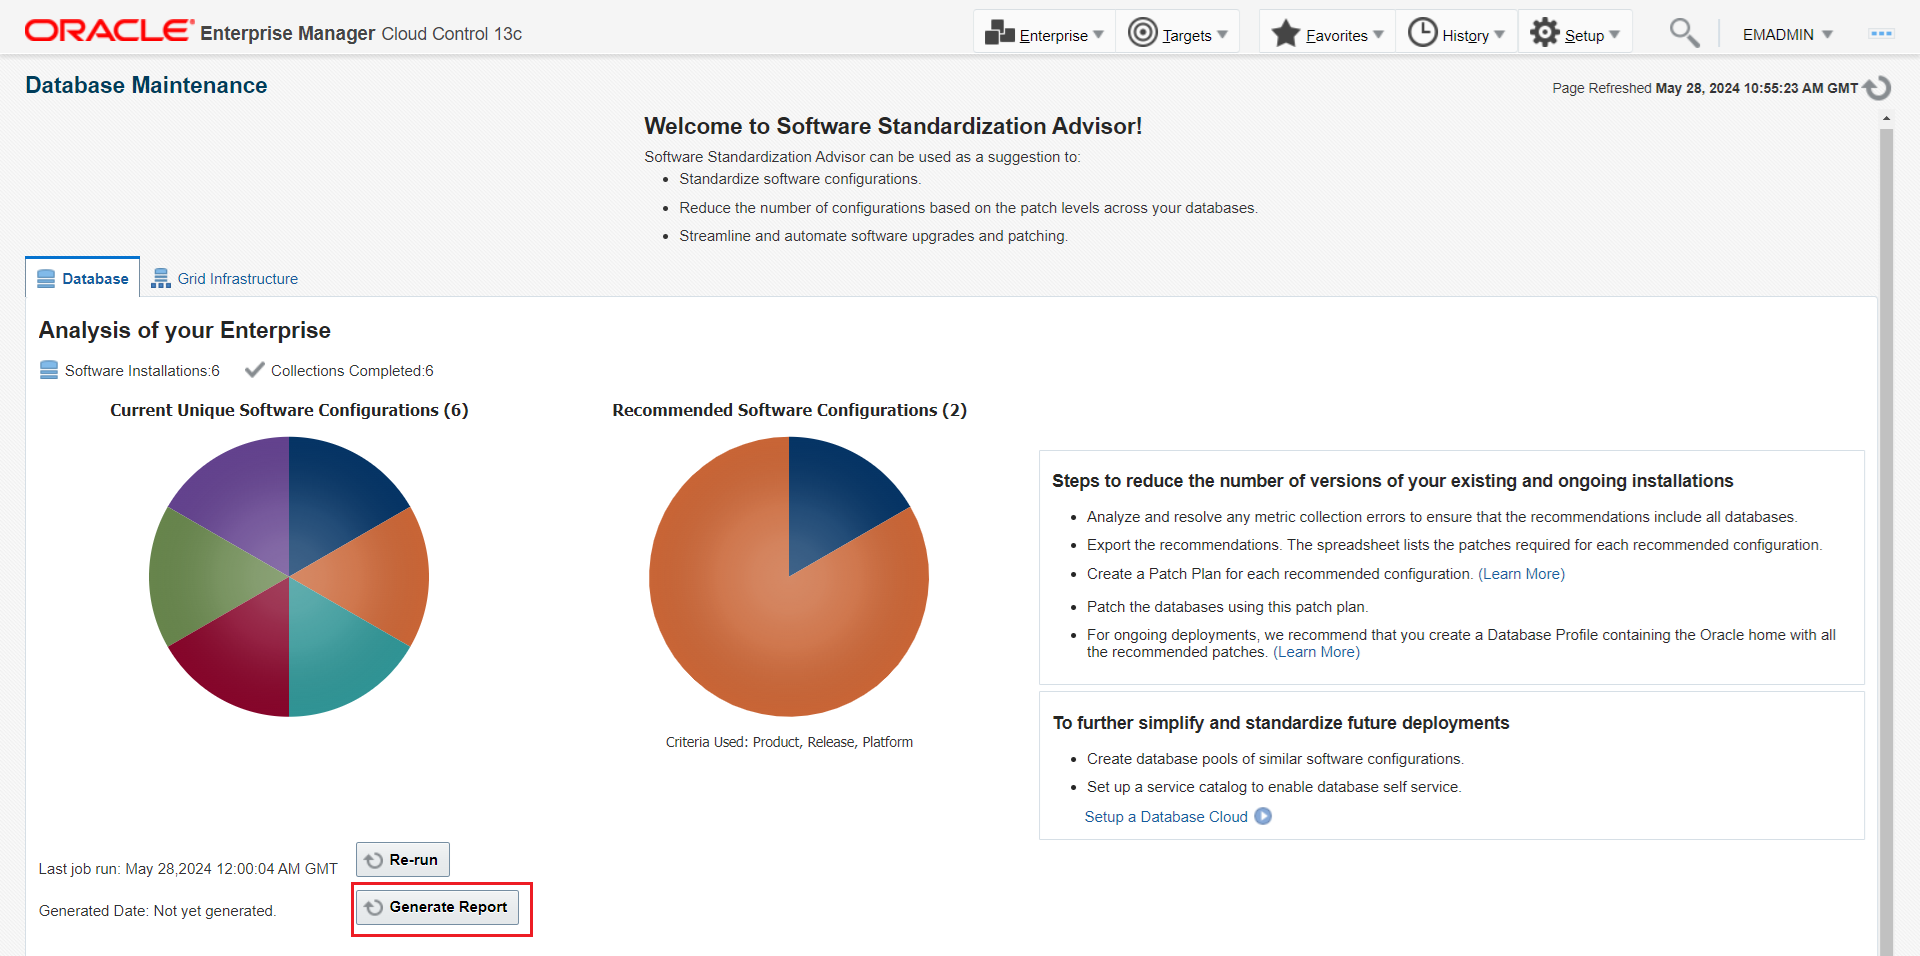 ORACLE Enterprise Manager Cloud Control 13c
Enterprise
Targets
Favorites
History
Setup
EMADMIN
Database Maintenance
Page Refreshed May 28, 2024 10:55:23 AM GMT
Welcome to Software Standardization Advisor!
Software Standardization Advisor can be used as a suggestion to:
• Standardize software configurations.
• Reduce the number of configurations based on the patch levels across your databases.
• Streamline and automate software upgrades and patching.
Database
Grid Infrastructure
Analysis of your Enterprise
Software Installations:6
Collections Completed:6
Current Unique Software Configurations (6)
Recommended Software Configurations (2)
Criteria Used: Product, Release, Platform
Steps to reduce the number of versions of your existing and ongoing installations
• Analyze and resolve any metric collection errors to ensure that the recommendations include all databases.
• Export the recommendations. The spreadsheet lists the patches required for each recommended configuration.
• Create a Patch Plan for each recommended configuration. (Learn More)
• Patch the databases using this patch plan.
• For ongoing deployments, we recommend that you create a Database Profile containing the Oracle home with all
the recommended patches. (Learn More)
To further simplify and standardize future deployments
• Create database pools of similar software configurations.
• Set up a service catalog to enable database self service.
Setup a Database Cloud
Last job run: May 28,2024 12:00:04 AM GMT
Re-run
Generated Date: Not yet generated.
Generate Report